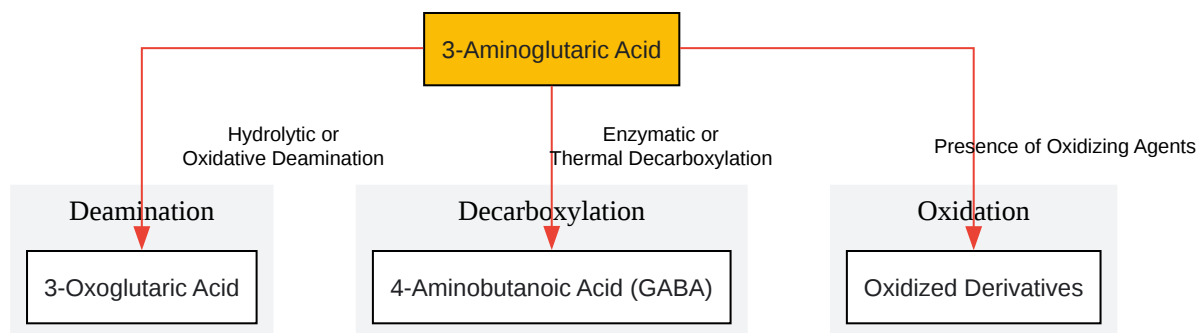 3-Aminoglutaric Acid
Hydrolytic or
Oxidative Deamination
Enzymatic or
Thermal Decarboxylation
Presence of Oxidizing Agents
Deamination
Decarboxylation
Oxidation
3-Oxoglutaric Acid
4-Aminobutanoic Acid (GABA)
Oxidized Derivatives